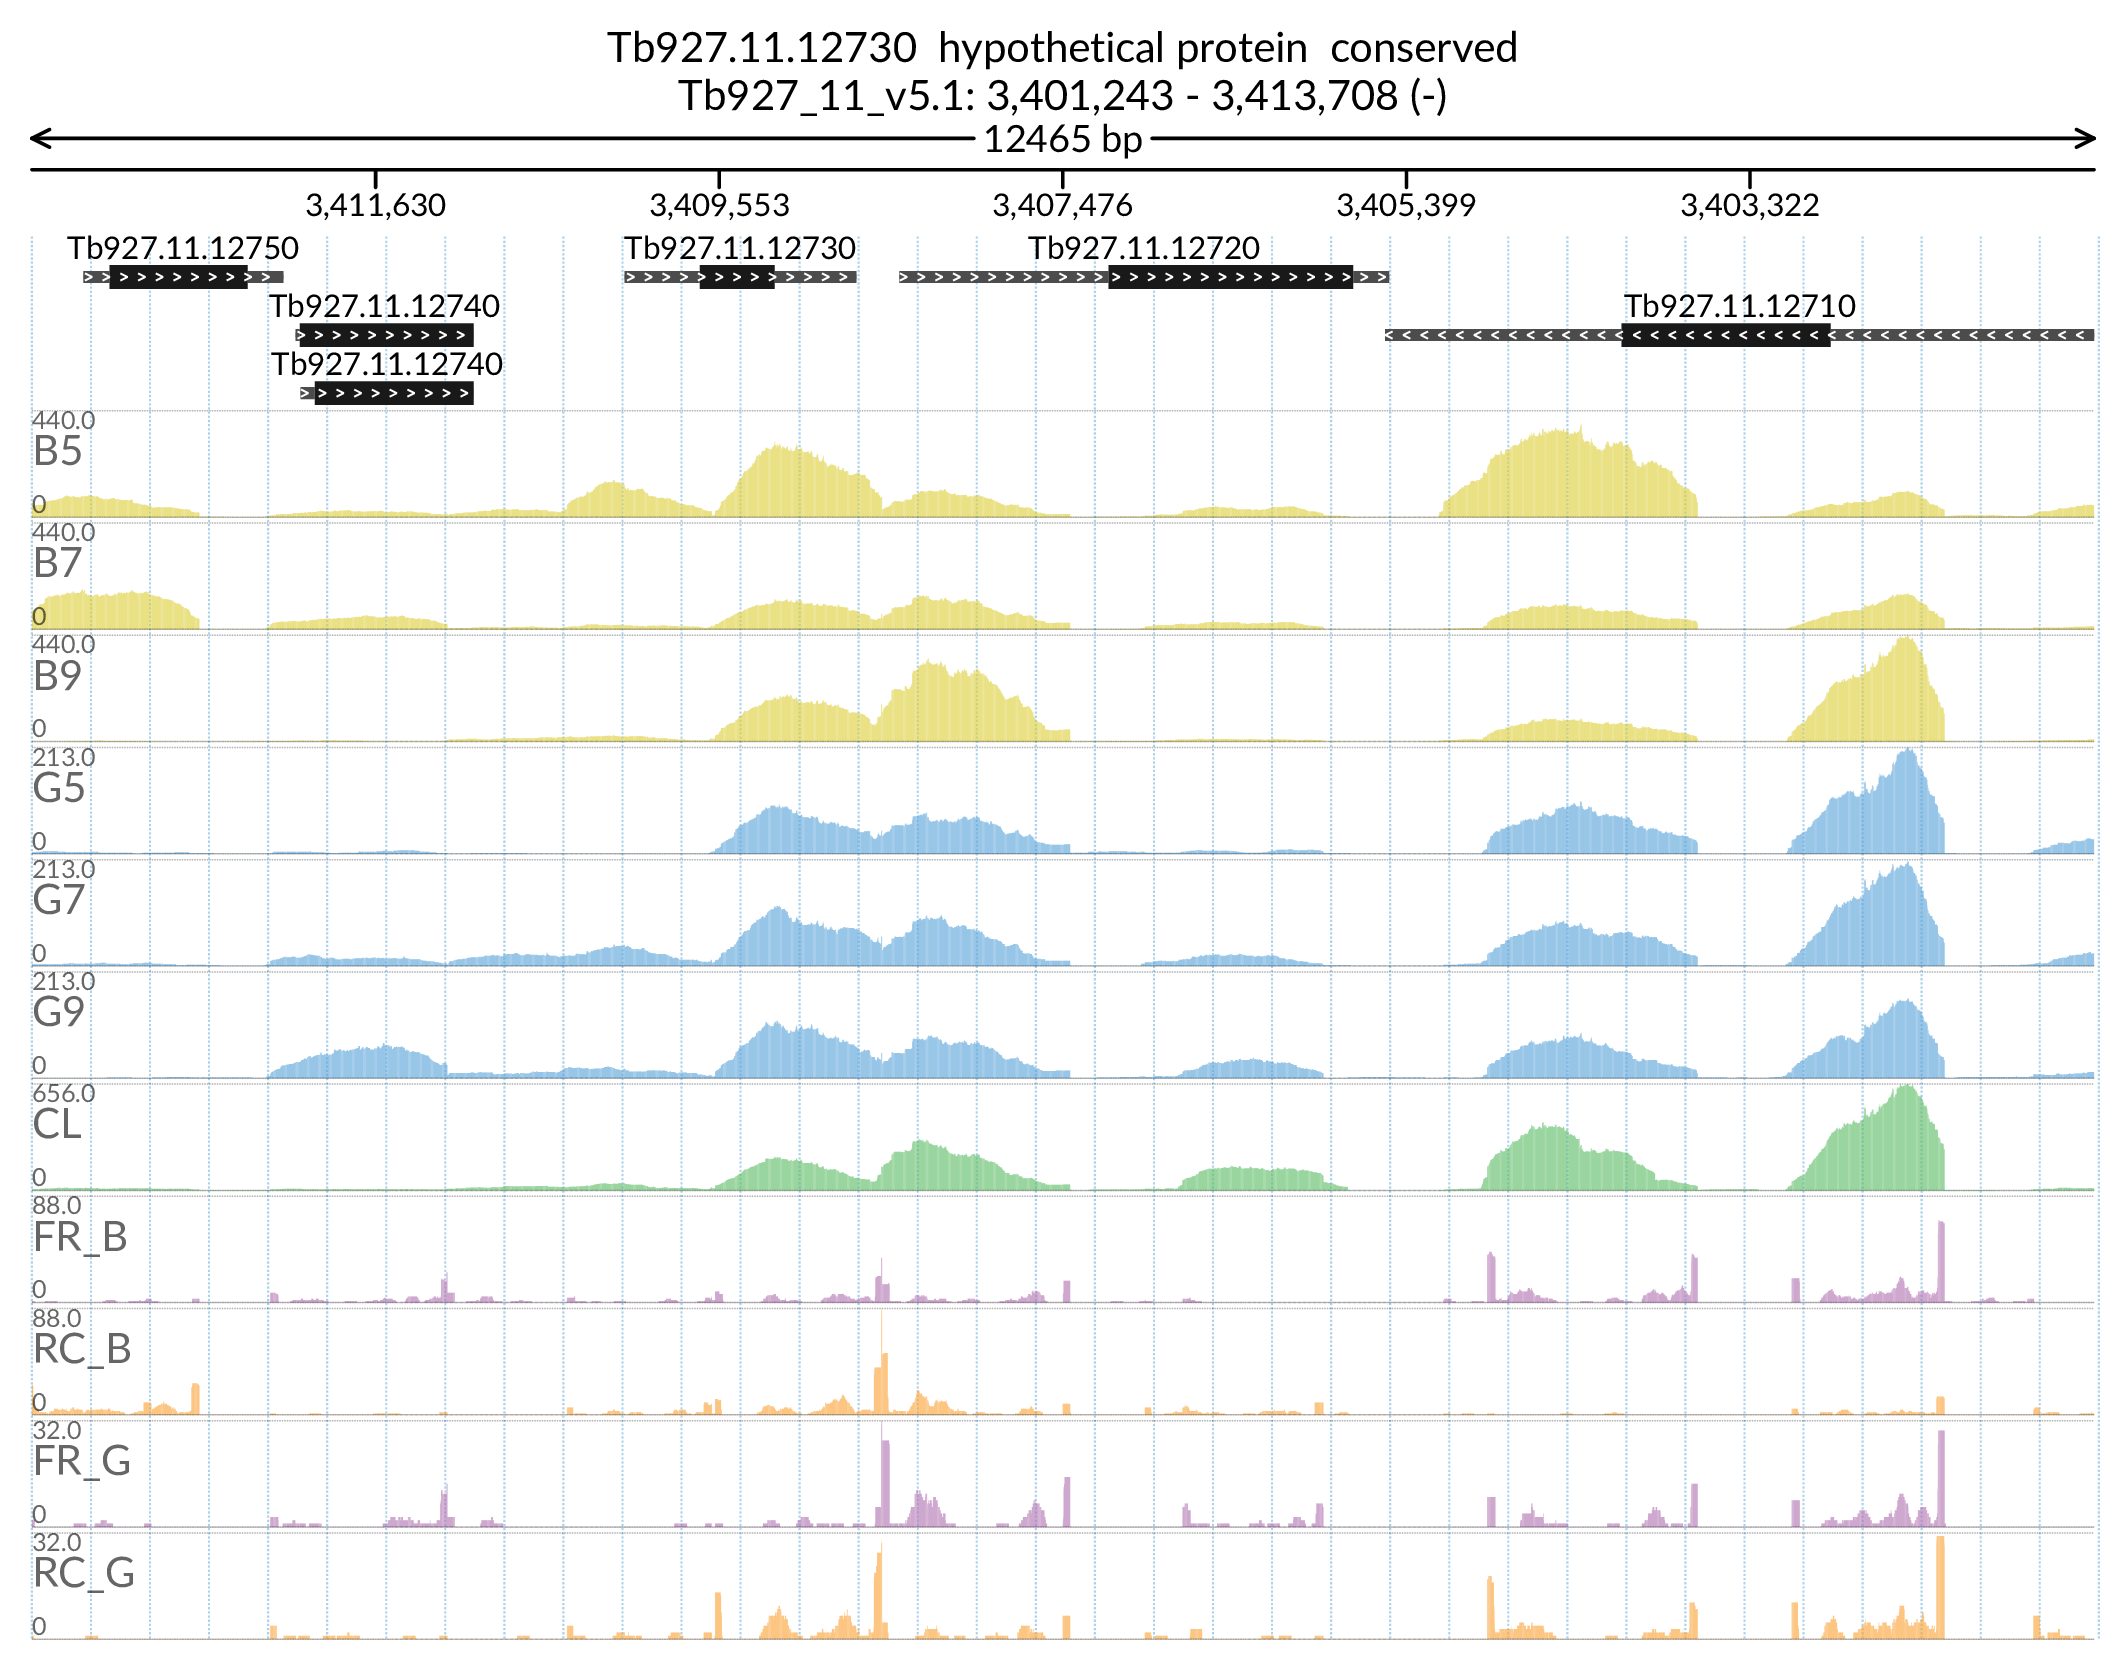 Tb927.11.12730 hypothetical protein conserved
Tb927_11_v5.1: 3,401,243 - 3,413,708 (-)
12465 bp
3,411,630 3,409,553 3,407,476 3,405,399 3,403,322
Tb927.11.12750 Tb927.11.12730 Tb927.11.12720
Tb927.11.12740 Tb927.11.12710
Tb927.11.12740
440.0
B5
0
440.0
B7
0
440.0
B9
0
213.0
G5
0
213.0
G7
0
213.0
G9
0
656.0
CL
0
88.0
FR_B
0
88.0
RC_B
0
32.0
FR_G
0
32.0
RC_G
0